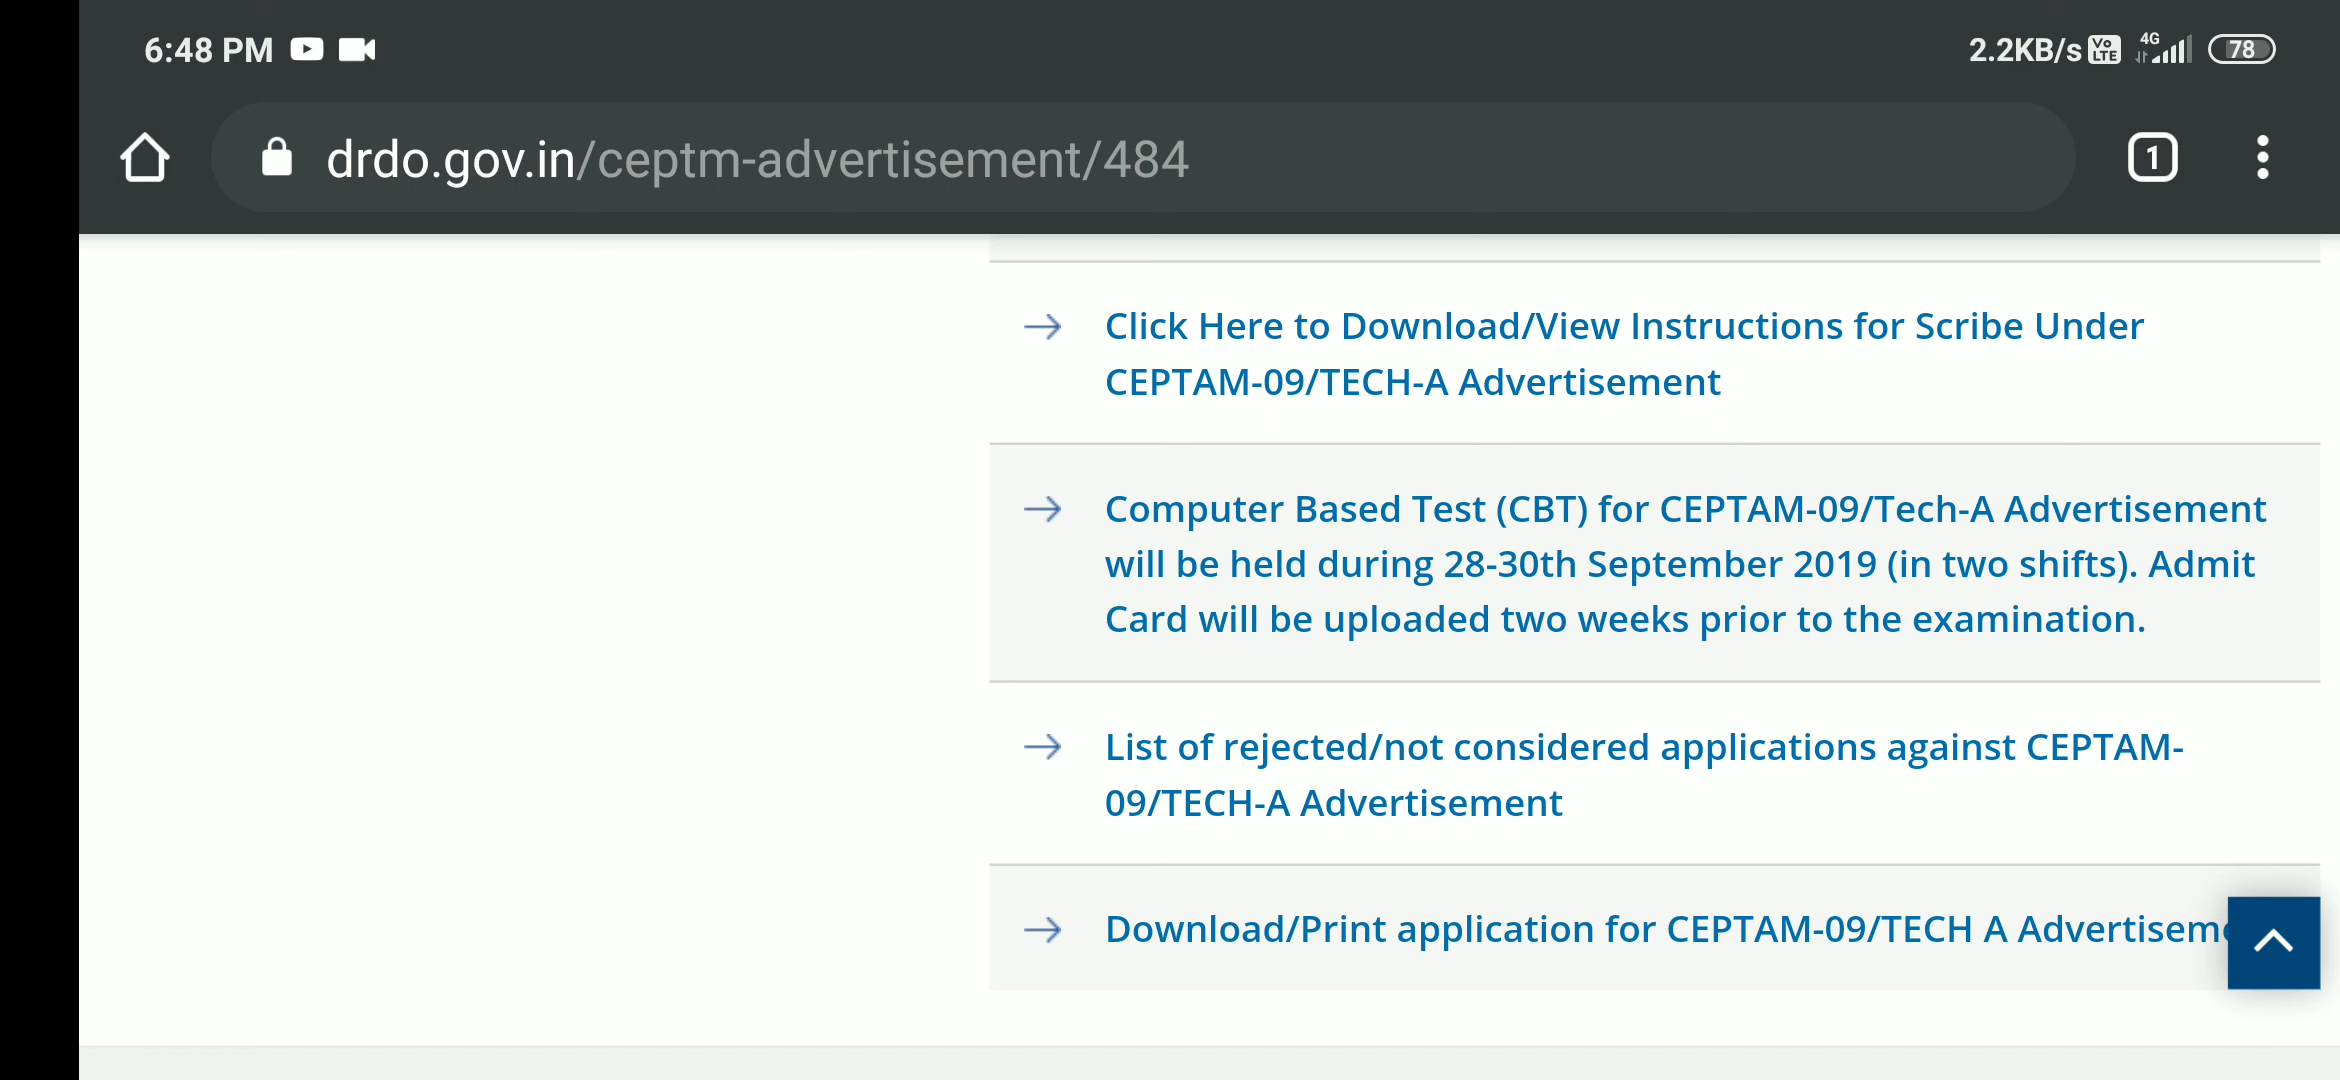 6:48 PM
2.2KB/s Vo LTE 4G 78
drdo.gov.in/ceptm-advertisement/484
1
Click Here to Download/View Instructions for Scribe Under
CEPTAM-09/TECH-A Advertisement
Computer Based Test (CBT) for CEPTAM-09/Tech-A Advertisement
will be held during 28-30th September 2019 (in two shifts). Admit
Card will be uploaded two weeks prior to the examination.
List of rejected/not considered applications against CEPTAM-
09/TECH-A Advertisement
Download/Print application for CEPTAM-09/TECH A Advertiseme